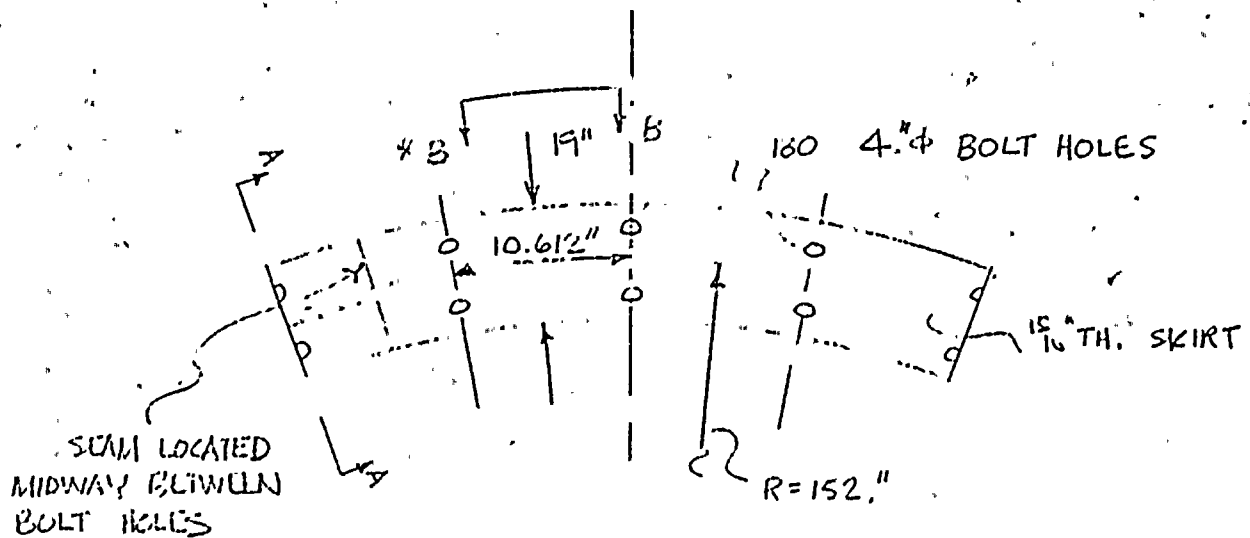 * B
B
19"
160 4."⌀ BOLT HOLES
A
10.612"
15/16" TH. SKIRT
SEAM LOCATED
MIDWAY BETWEEN
BOLT HOLES
A
R=152."